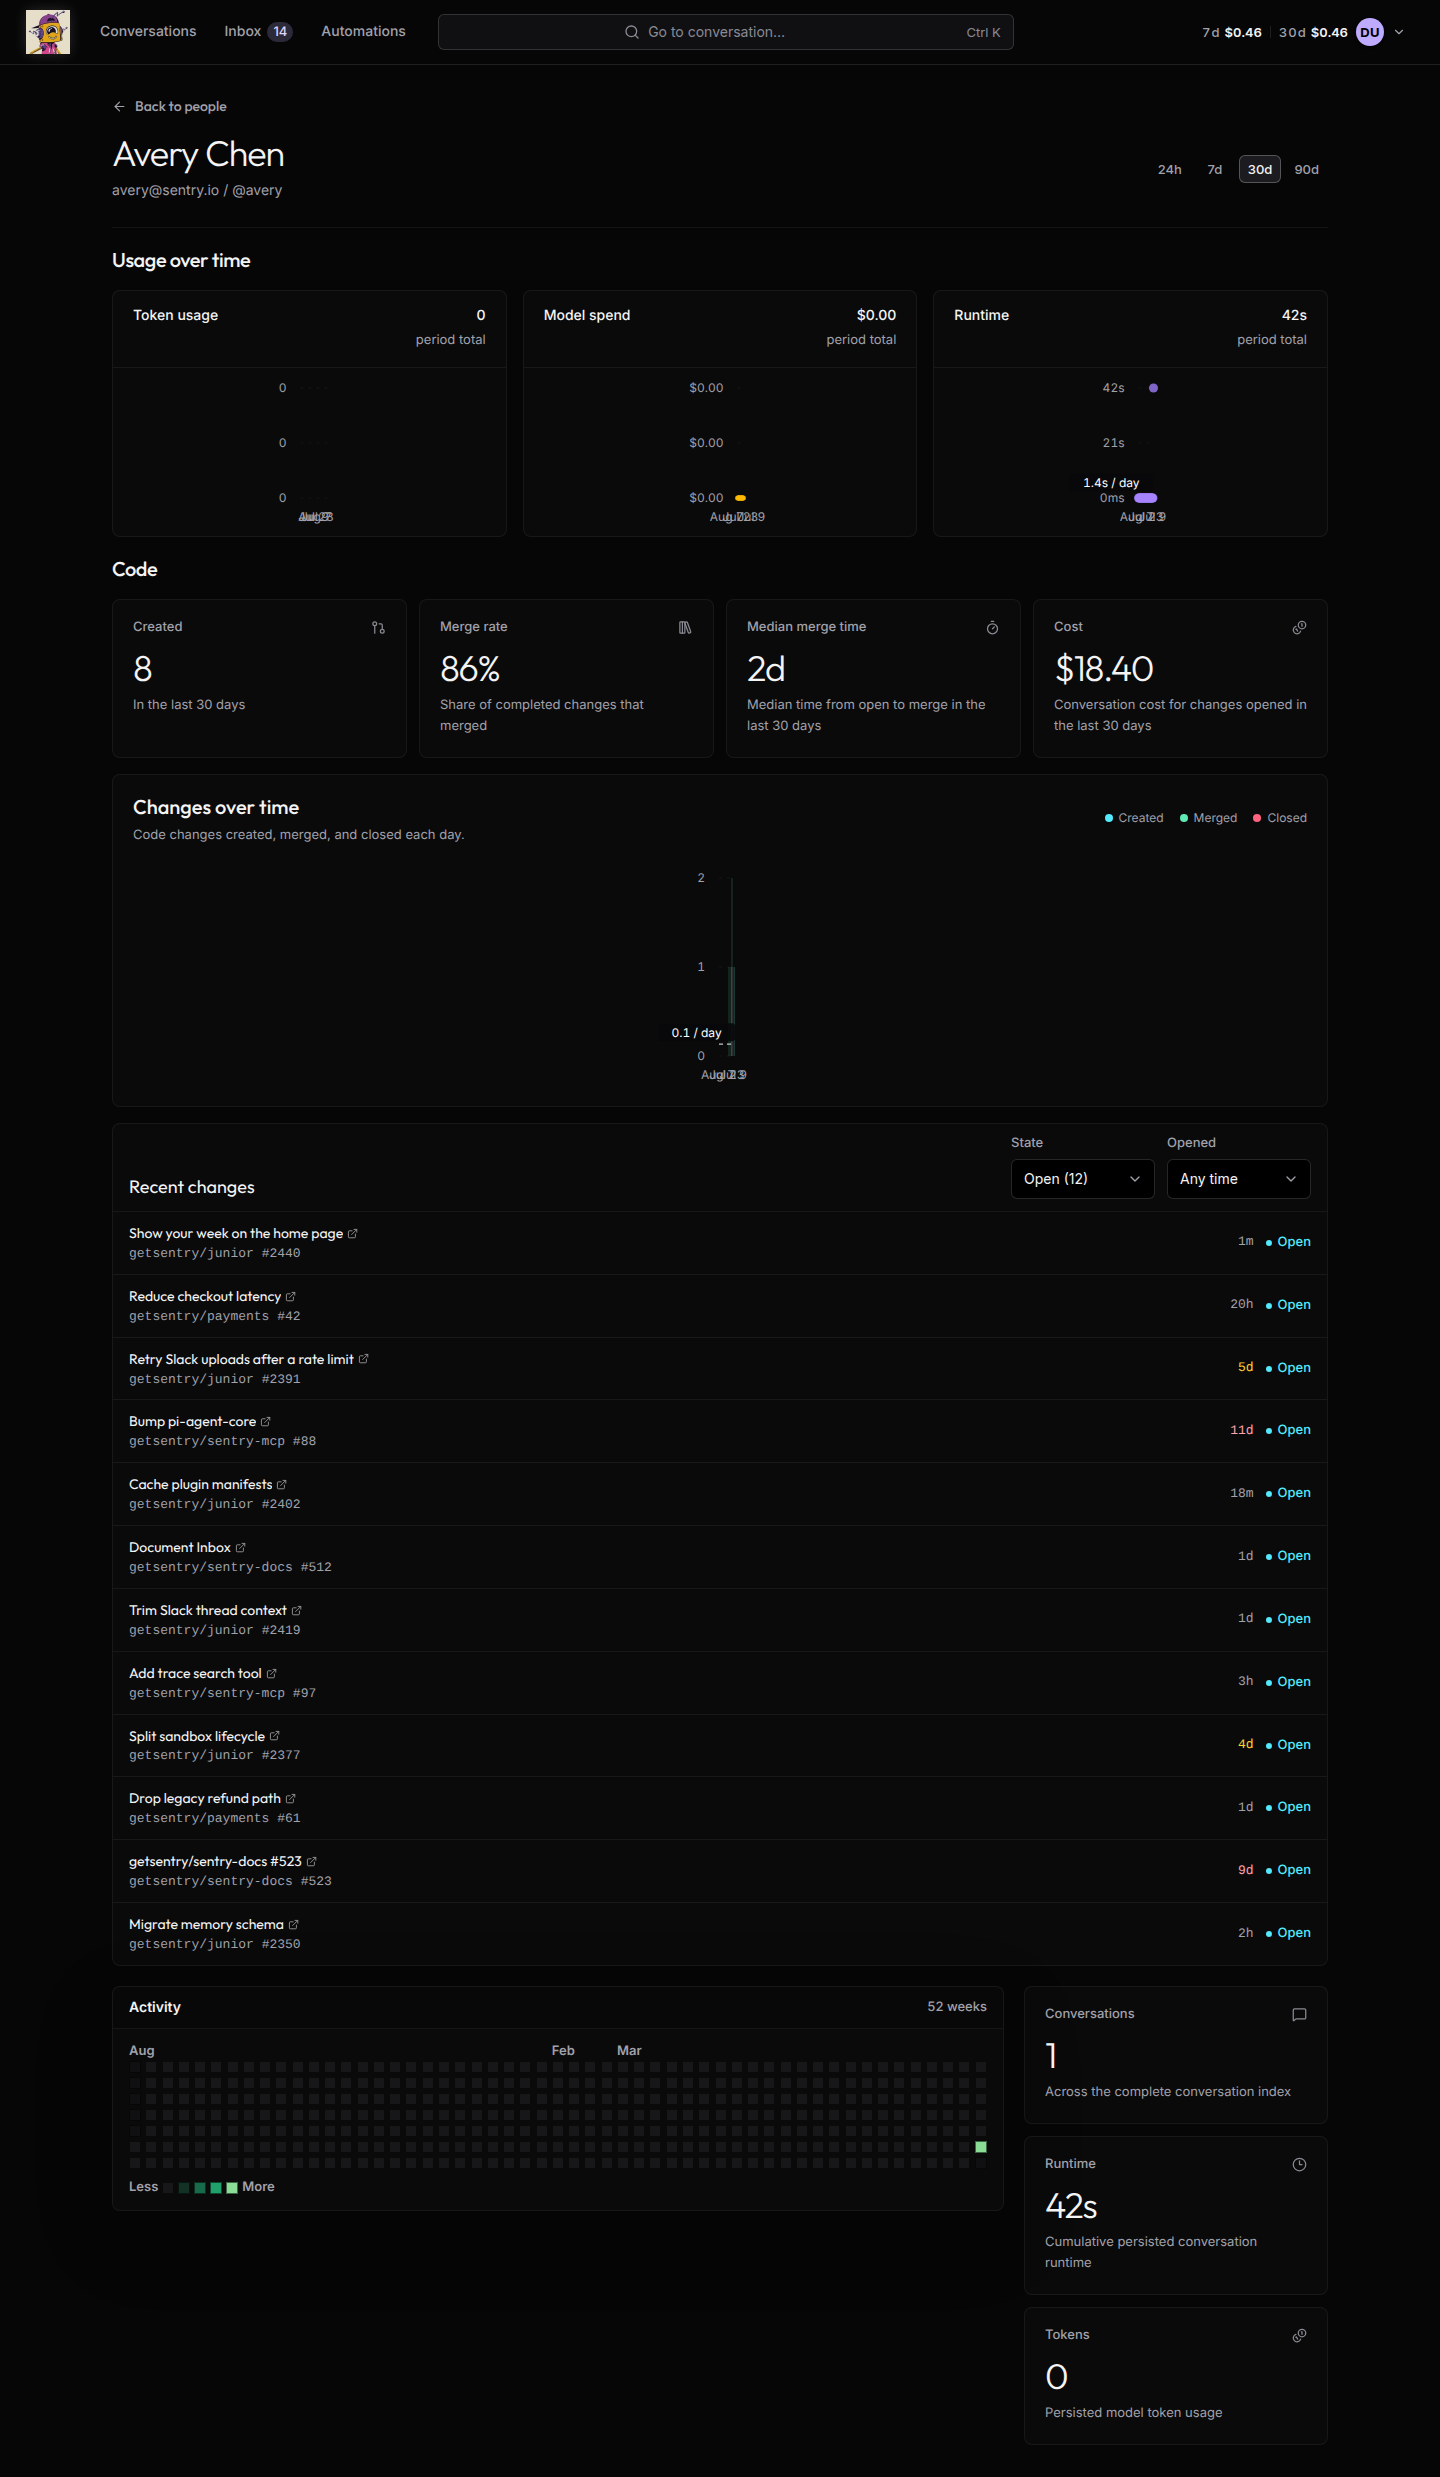 Conversations
Inbox 14
Automations
Go to conversation...
Ctrl K
7d $0.46
30d $0.46
DU
Back to people
Avery Chen
avery@sentry.io / @avery
24h
7d
30d
90d
Usage over time
Token usage
0
period total
0
0
0
Model spend
$0.00
period total
$0.00
$0.00
$0.00
Runtime
42s
period total
42s
21s
1.4s / day
0ms
Code
Created
8
In the last 30 days
Merge rate
86%
Share of completed changes that
merged
Median merge time
2d
Median time from open to merge in the
last 30 days
Cost
$18.40
Conversation cost for changes opened in
the last 30 days
Changes over time
Code changes created, merged, and closed each day.
Created
Merged
Closed
2
1
0.1 / day
0
State
Opened
Recent changes
Open (12)
Any time
Show your week on the home page
getsentry/junior #2440
1m
Open
Reduce checkout latency
getsentry/payments #42
20h
Open
Retry Slack uploads after a rate limit
getsentry/junior #2391
5d
Open
Bump pi-agent-core
getsentry/sentry-mcp #88
11d
Open
Cache plugin manifests
getsentry/junior #2402
18m
Open
Document Inbox
getsentry/sentry-docs #512
1d
Open
Trim Slack thread context
getsentry/junior #2419
1d
Open
Add trace search tool
getsentry/sentry-mcp #97
3h
Open
Split sandbox lifecycle
getsentry/junior #2377
4d
Open
Drop legacy refund path
getsentry/payments #61
1d
Open
getsentry/sentry-docs #523
getsentry/sentry-docs #523
9d
Open
Migrate memory schema
getsentry/junior #2350
2h
Open
Activity
52 weeks
Aug
Feb
Mar
Less
More
Conversations
1
Across the complete conversation index
Runtime
42s
Cumulative persisted conversation
runtime
Tokens
0
Persisted model token usage